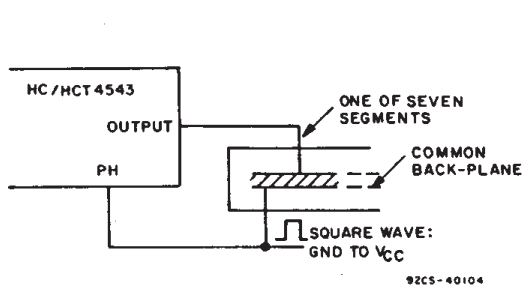 HC/HCT4543
OUTPUT
PH
ONE OF SEVEN
SEGMENTS
COMMON
BACK-PLANE
SQUARE WAVE:
GND TO VCC
92CS-40104